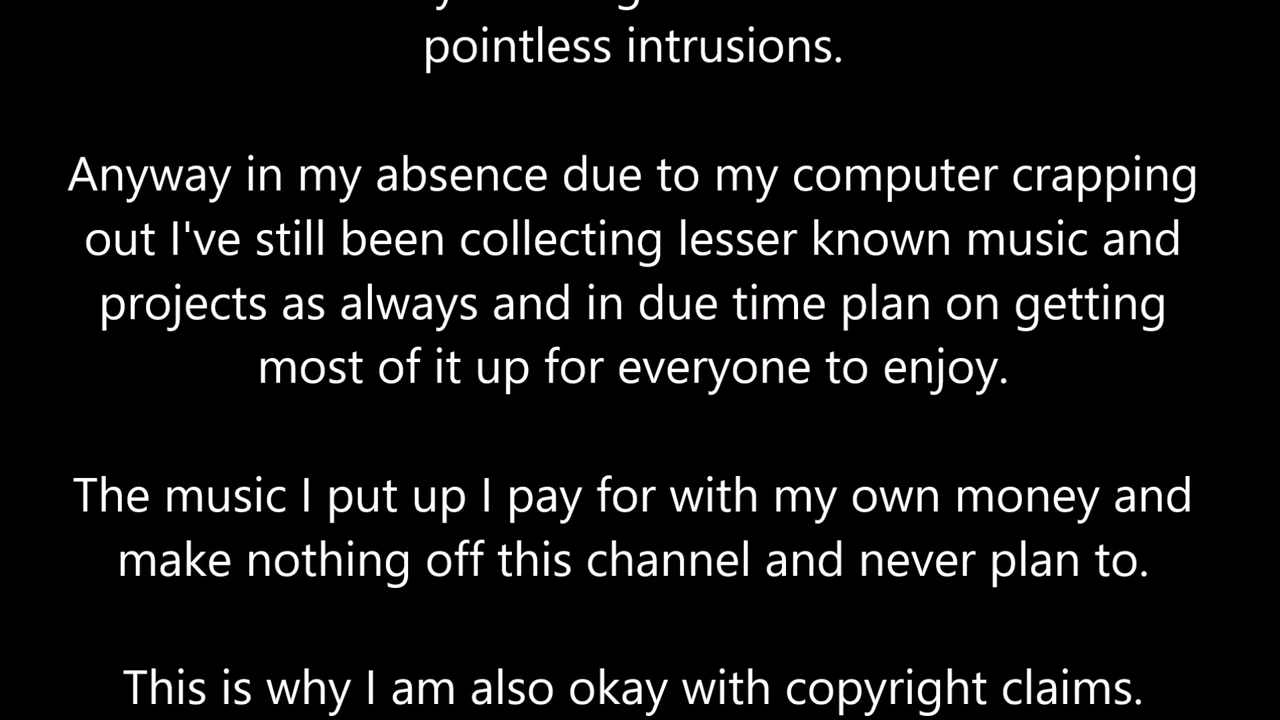 pointless intrusions.
Anyway in my absence due to my computer crapping
out I've still been collecting lesser known music and
projects as always and in due time plan on getting
most of it up for everyone to enjoy.
The music I put up I pay for with my own money and
make nothing off this channel and never plan to.
This is why I am also okay with copyright claims.